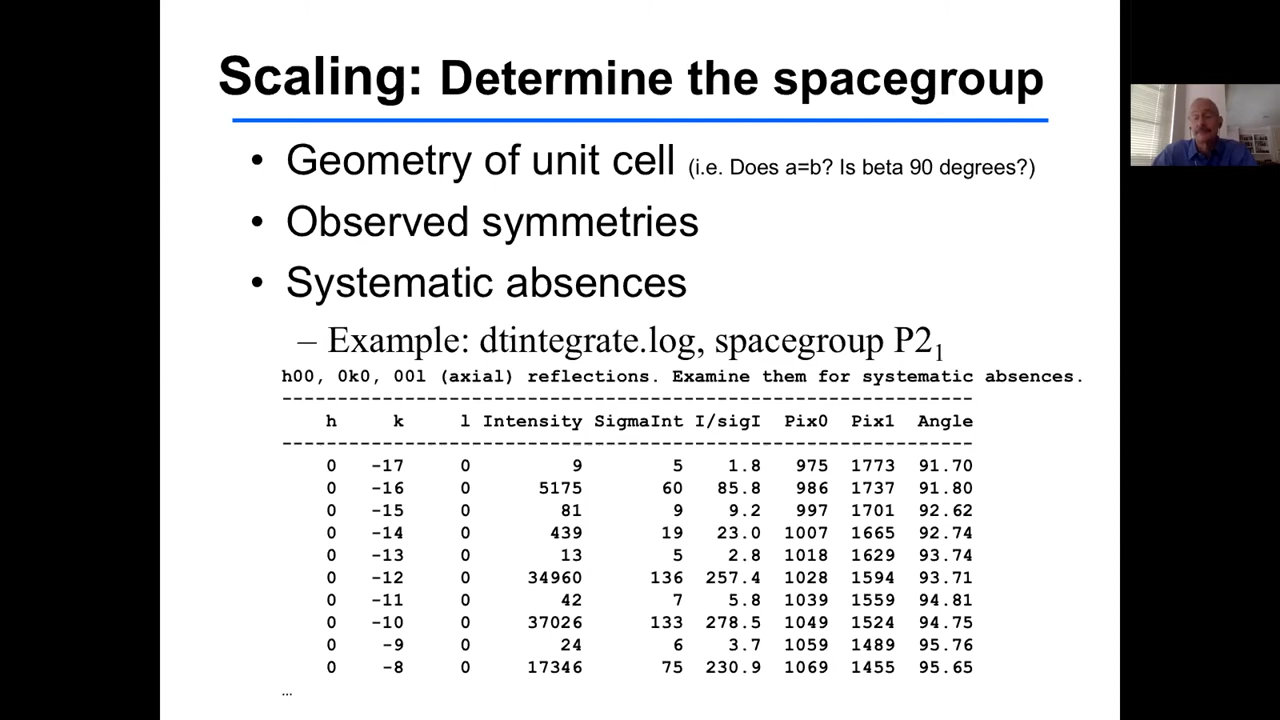 Scaling: Determine the spacegroup
• Geometry of unit cell (i.e. Does a=b? Is beta 90 degrees?)
• Observed symmetries
• Systematic absences
– Example: dtintegrate.log, spacegroup P2₁
h00, 0k0, 00l (axial) reflections. Examine them for systematic absences.
--------------------------------------------------------------
h k l Intensity SigmaInt I/sigI Pix0 Pix1 Angle
--------------------------------------------------------------
0 -17 0 9 5 1.8 975 1773 91.70
0 -16 0 5175 60 85.8 986 1737 91.80
0 -15 0 81 9 9.2 997 1701 92.62
0 -14 0 439 19 23.0 1007 1665 92.74
0 -13 0 13 5 2.8 1018 1629 93.74
0 -12 0 34960 136 257.4 1028 1594 93.71
0 -11 0 42 7 5.8 1039 1559 94.81
0 -10 0 37026 133 278.5 1049 1524 94.75
0 -9 0 24 6 3.7 1059 1489 95.76
0 -8 0 17346 75 230.9 1069 1455 95.65
…